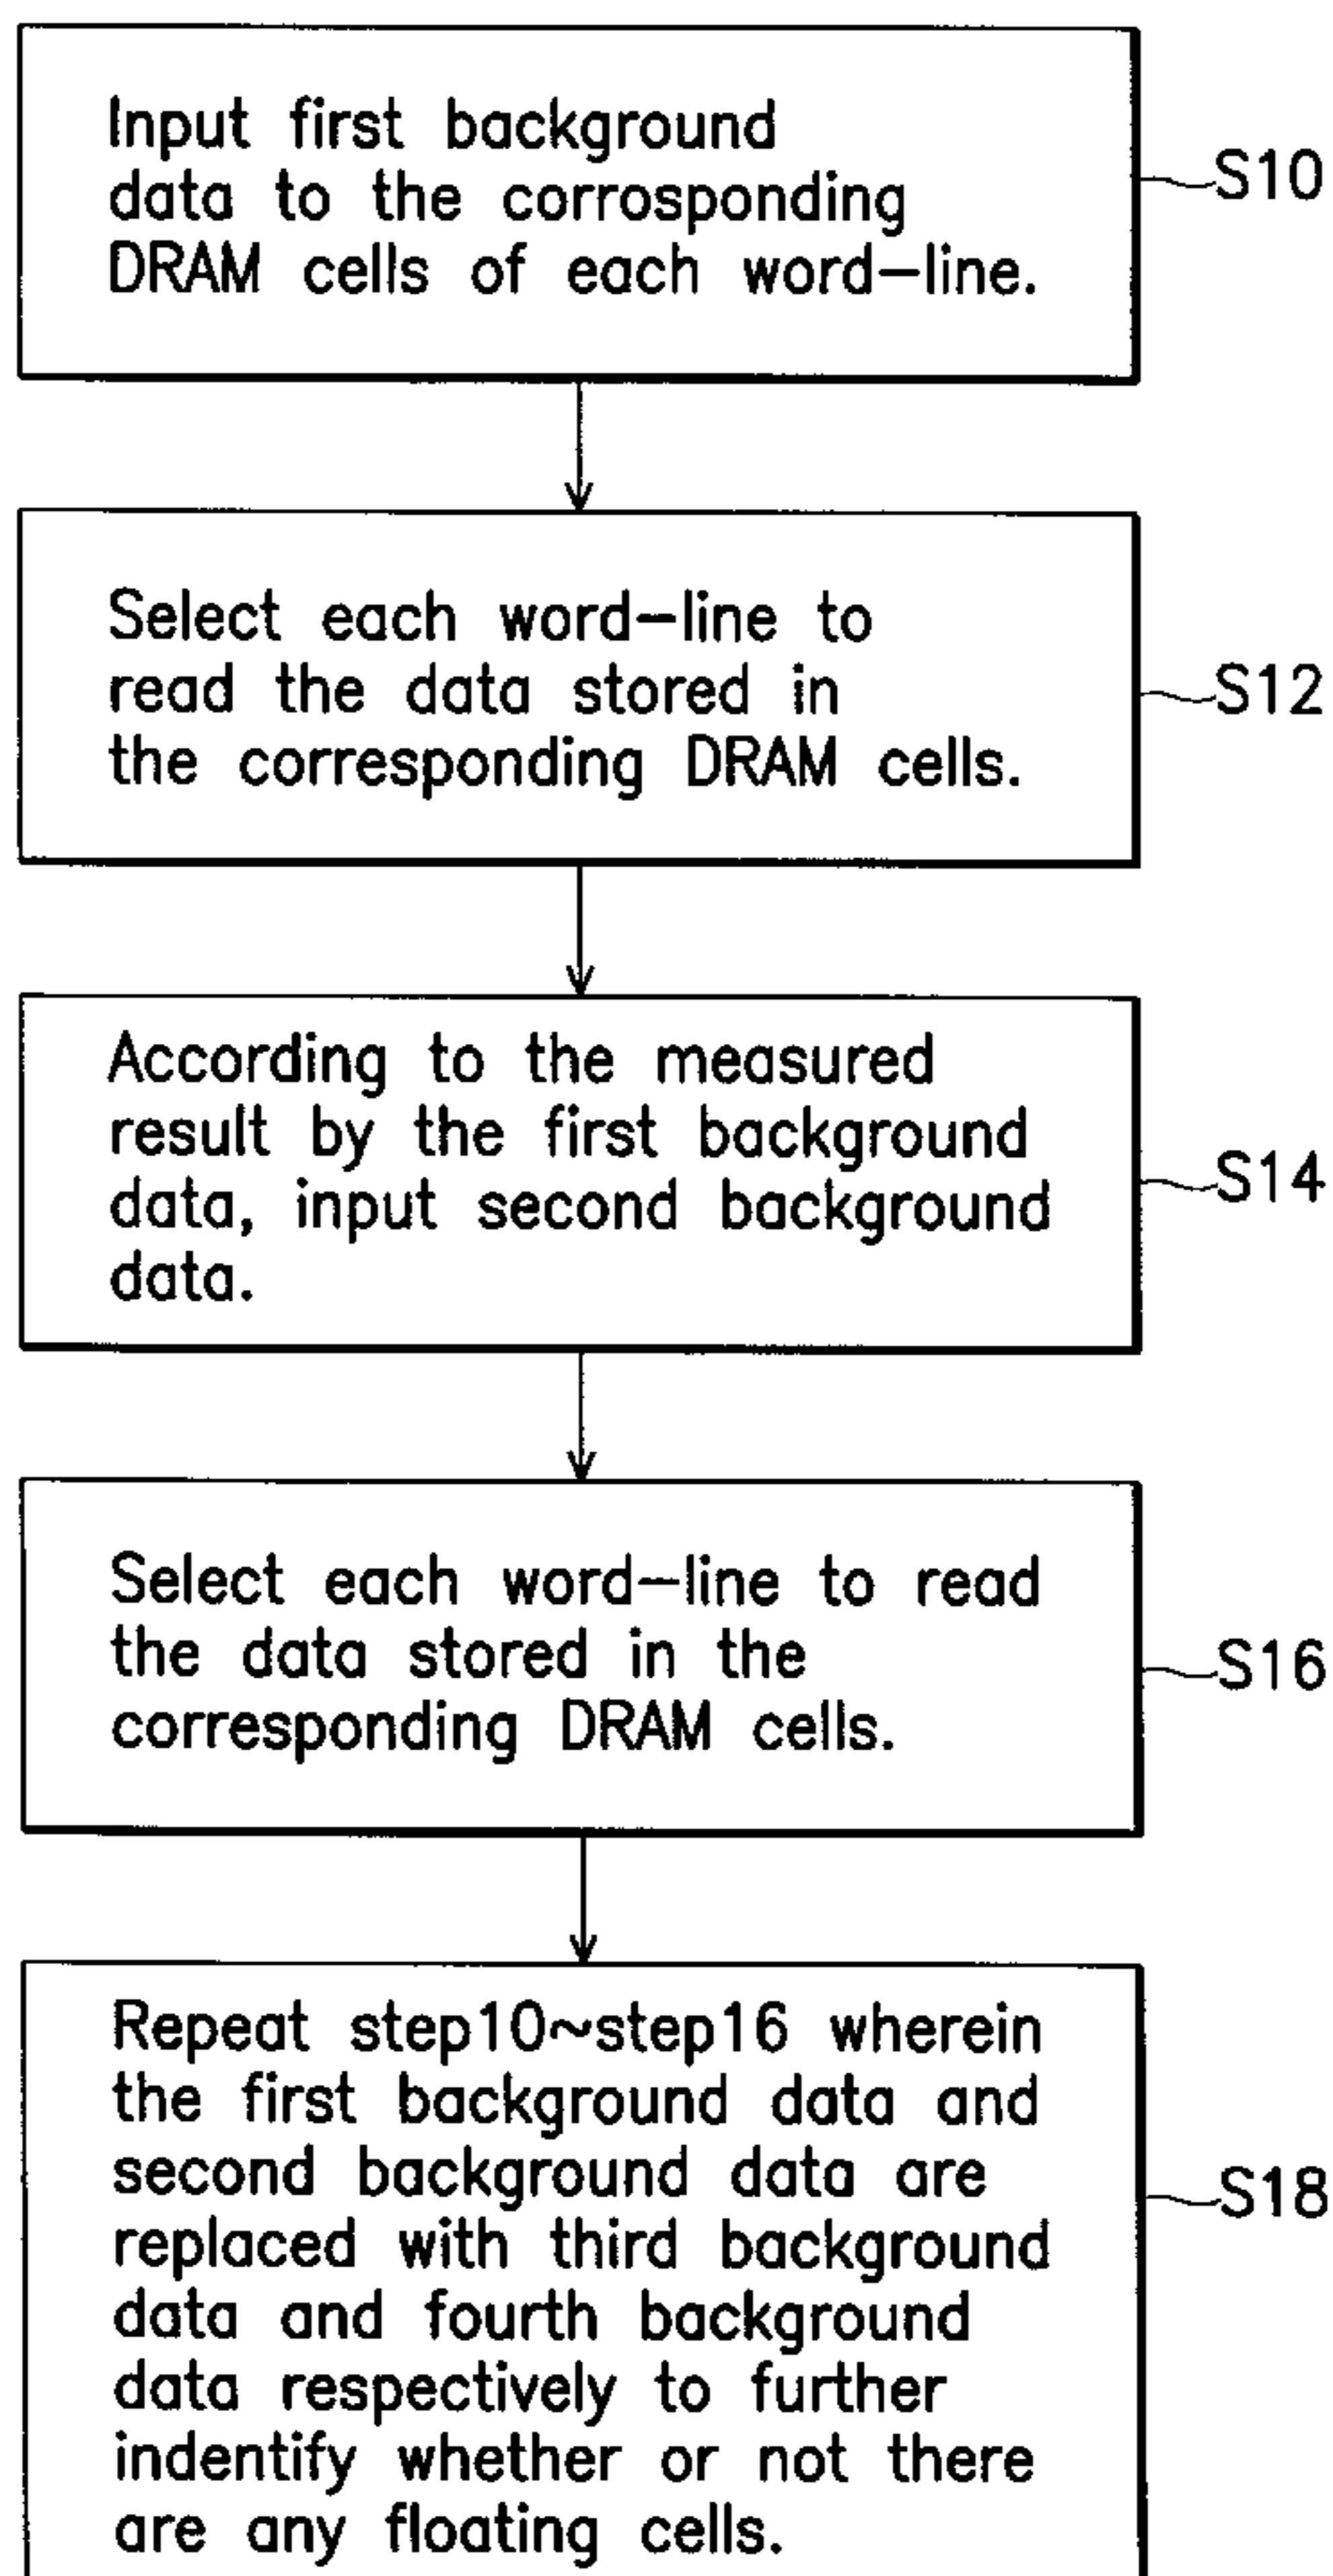 Input first background
data to the corrosponding
DRAM cells of each word-line.
S10
Select each word-line to
read the data stored in
the corresponding DRAM cells.
S12
According to the measured
result by the first background
data, input second background
data.
S14
Select each word-line to read
the data stored in the
corresponding DRAM cells.
S16
Repeat step10~step16 wherein
the first background data and
second background data are
replaced with third background
data and fourth background
data respectively to further
indentify whether or not there
are any floating cells.
S18